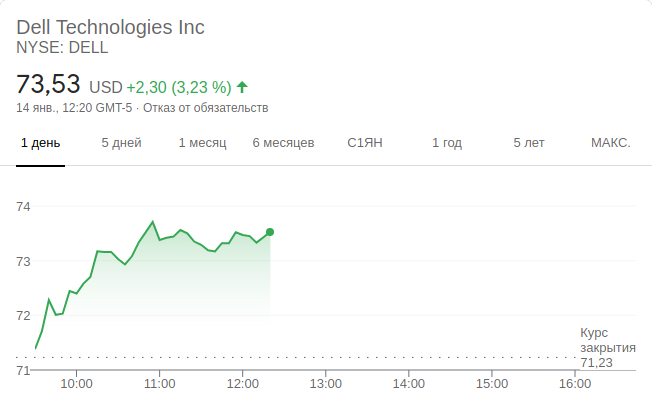 Dell Technologies Inc
NYSE: DELL
73,53 USD +2,30 (3,23 %)
14 янв., 12:20 GMT-5 · Отказ от обязательств
1 день 5 дней 1 месяц 6 месяцев С1ЯН 1 год 5 лет МАКС.
74
73
72
71
Курс
закрытия
71,23
10:00 11:00 12:00 13:00 14:00 15:00 16:00